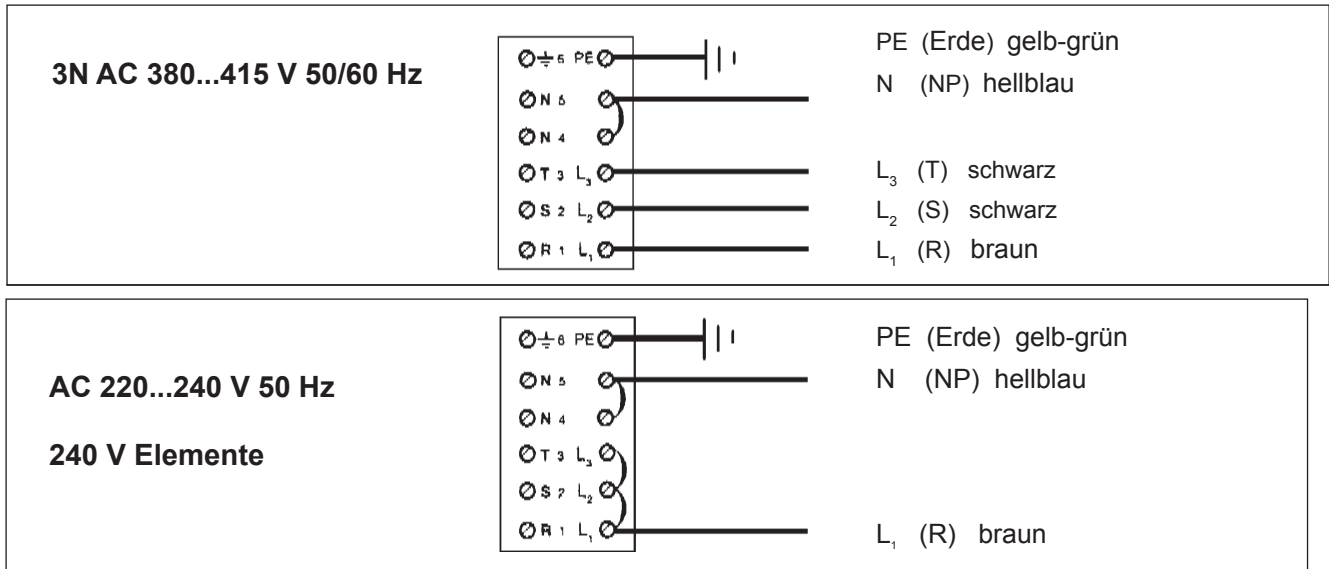 3N AC 380...415 V 50/60 Hz
⏚ 6 PE
N 5
N 4
T 3 L₃
S 2 L₂
R 1 L₁
PE (Erde) gelb-grün
N (NP) hellblau
L₃ (T) schwarz
L₂ (S) schwarz
L₁ (R) braun
AC 220...240 V 50 Hz
240 V Elemente
⏚ 6 PE
N 5
N 4
T 3 L₃
S 2 L₂
R 1 L₁
PE (Erde) gelb-grün
N (NP) hellblau
L₁ (R) braun